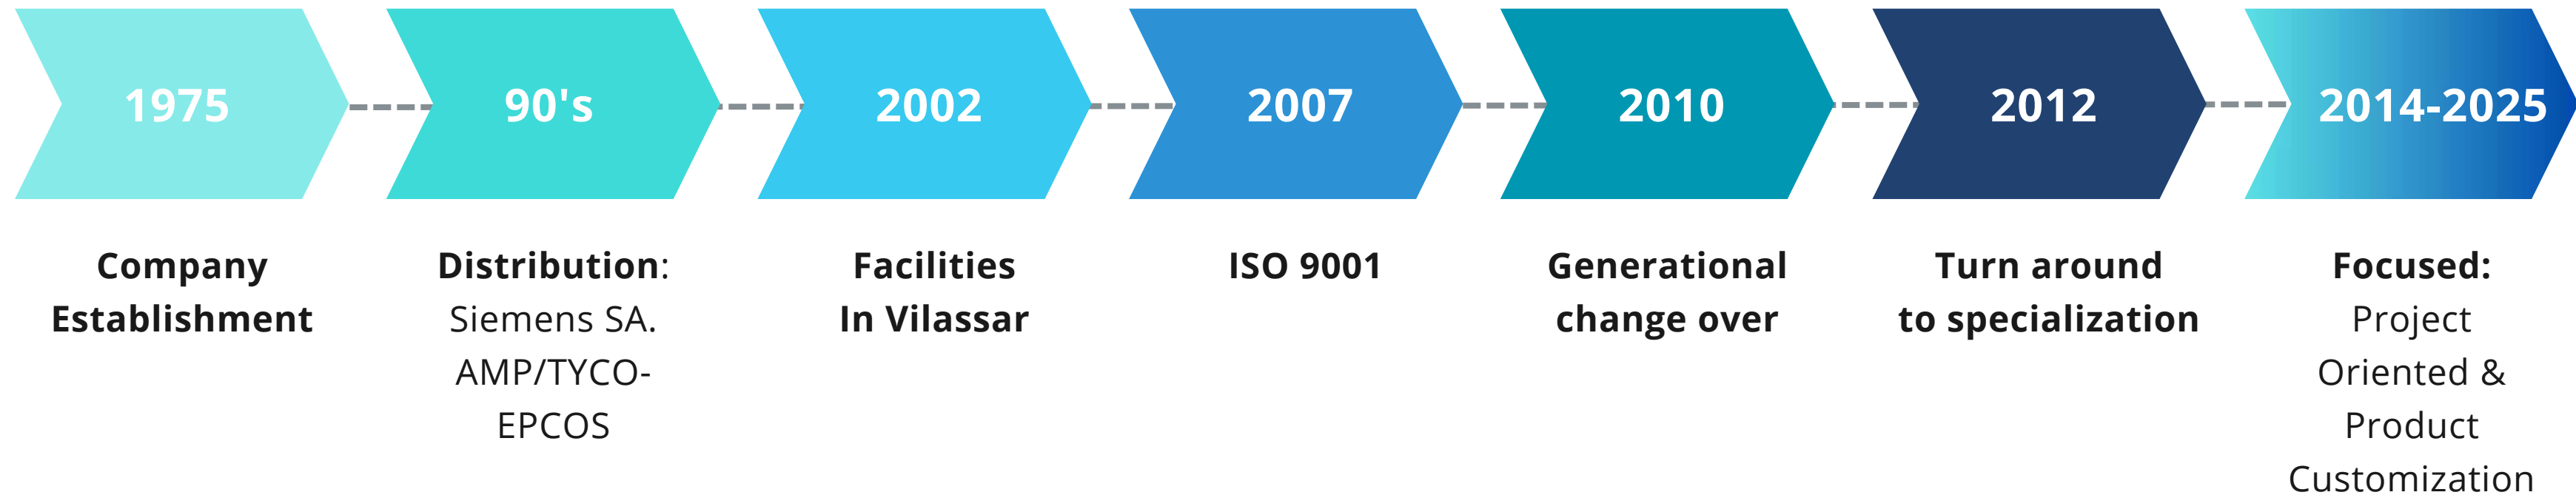 1975
Company
Establishment
90's
Distribution:
Siemens SA.
AMP/TYCO-
EPCOS
2002
Facilities
In Vilassar
2007
ISO 9001
2010
Generational
change over
2012
Turn around
to specialization
2014-2025
Focused:
Project
Oriented &
Product
Customization